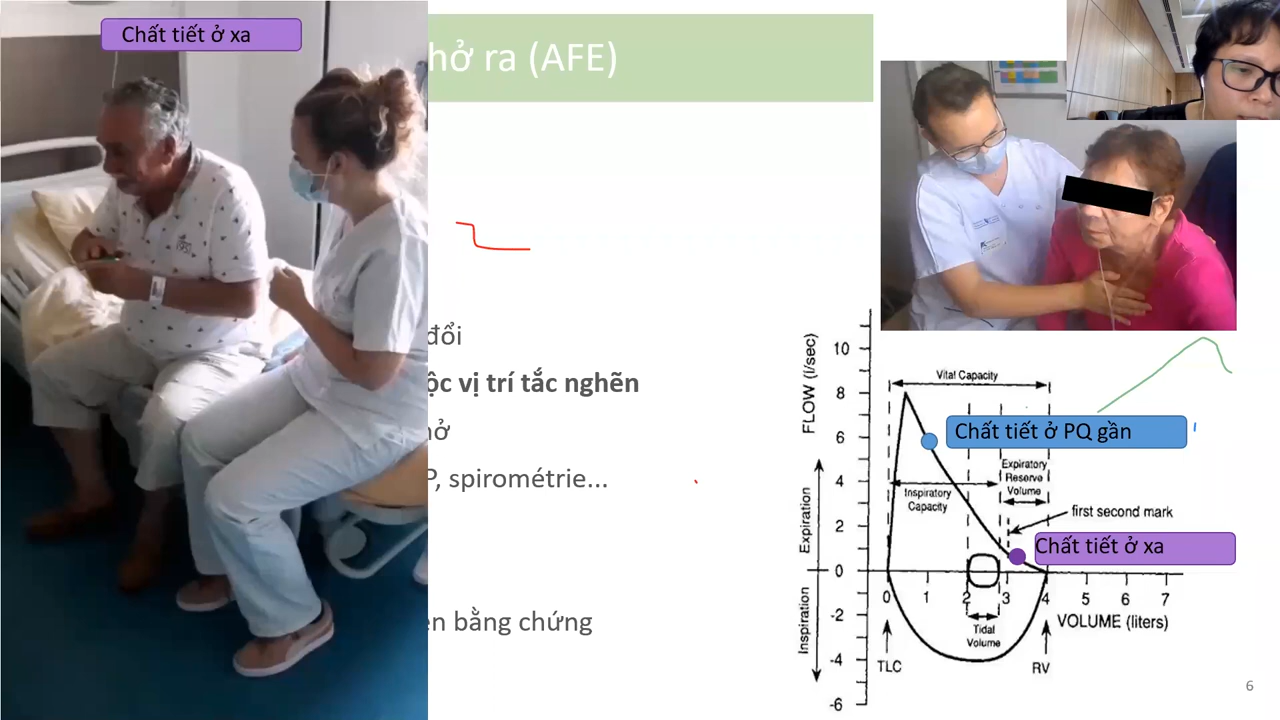 Chất tiết ở xa
hở ra (AFE)
đổi
ộc vị trí tắc nghẽn
hở
P, spirométrie...
ền bằng chứng
FLOW (l/sec)
10
8
6
4
2
0
-2
-4
-6
Expiration
Inspiration
Vital Capacity
Chất tiết ở PQ gần
Expiratory
Reserve
Volume
Inspiratory
Capacity
first second mark
Chất tiết ở xa
0 1 2 3 4 5 6 7
VOLUME (liters)
Tidal
Volume
TLC
RV
6